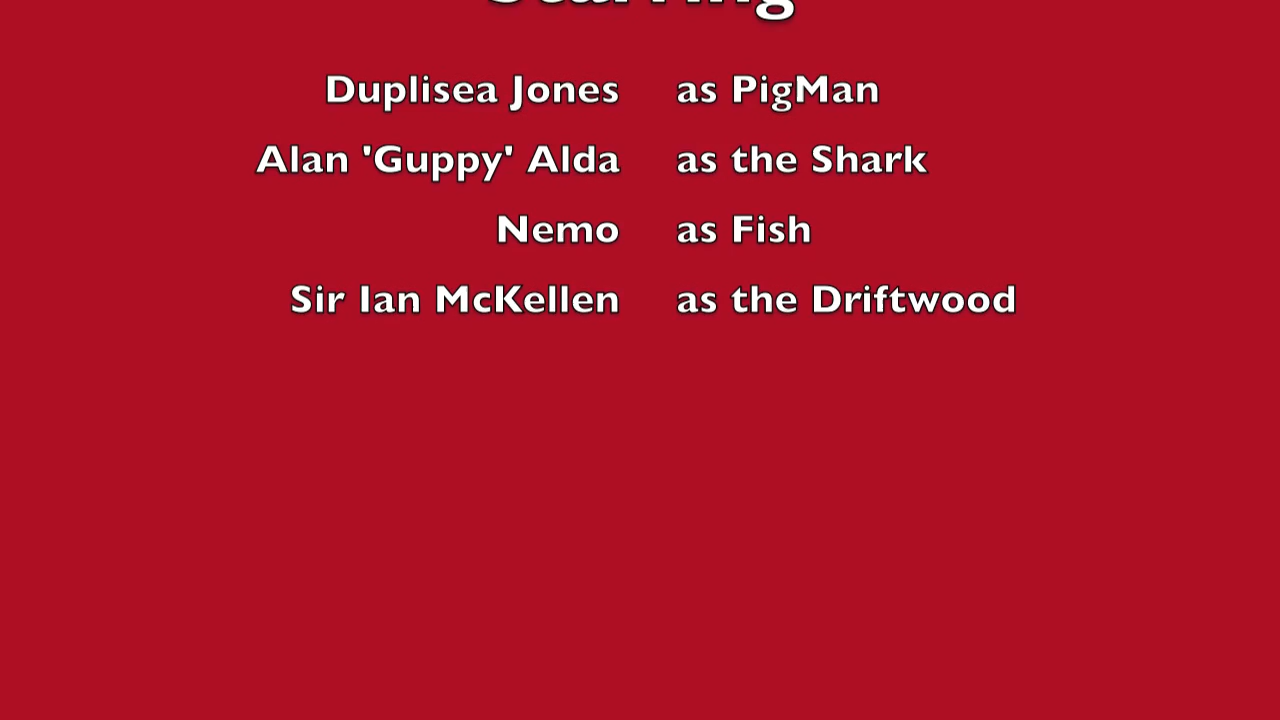 Starring
Duplisea Jones as PigMan
Alan 'Guppy' Alda as the Shark
Nemo as Fish
Sir Ian McKellen as the Driftwood